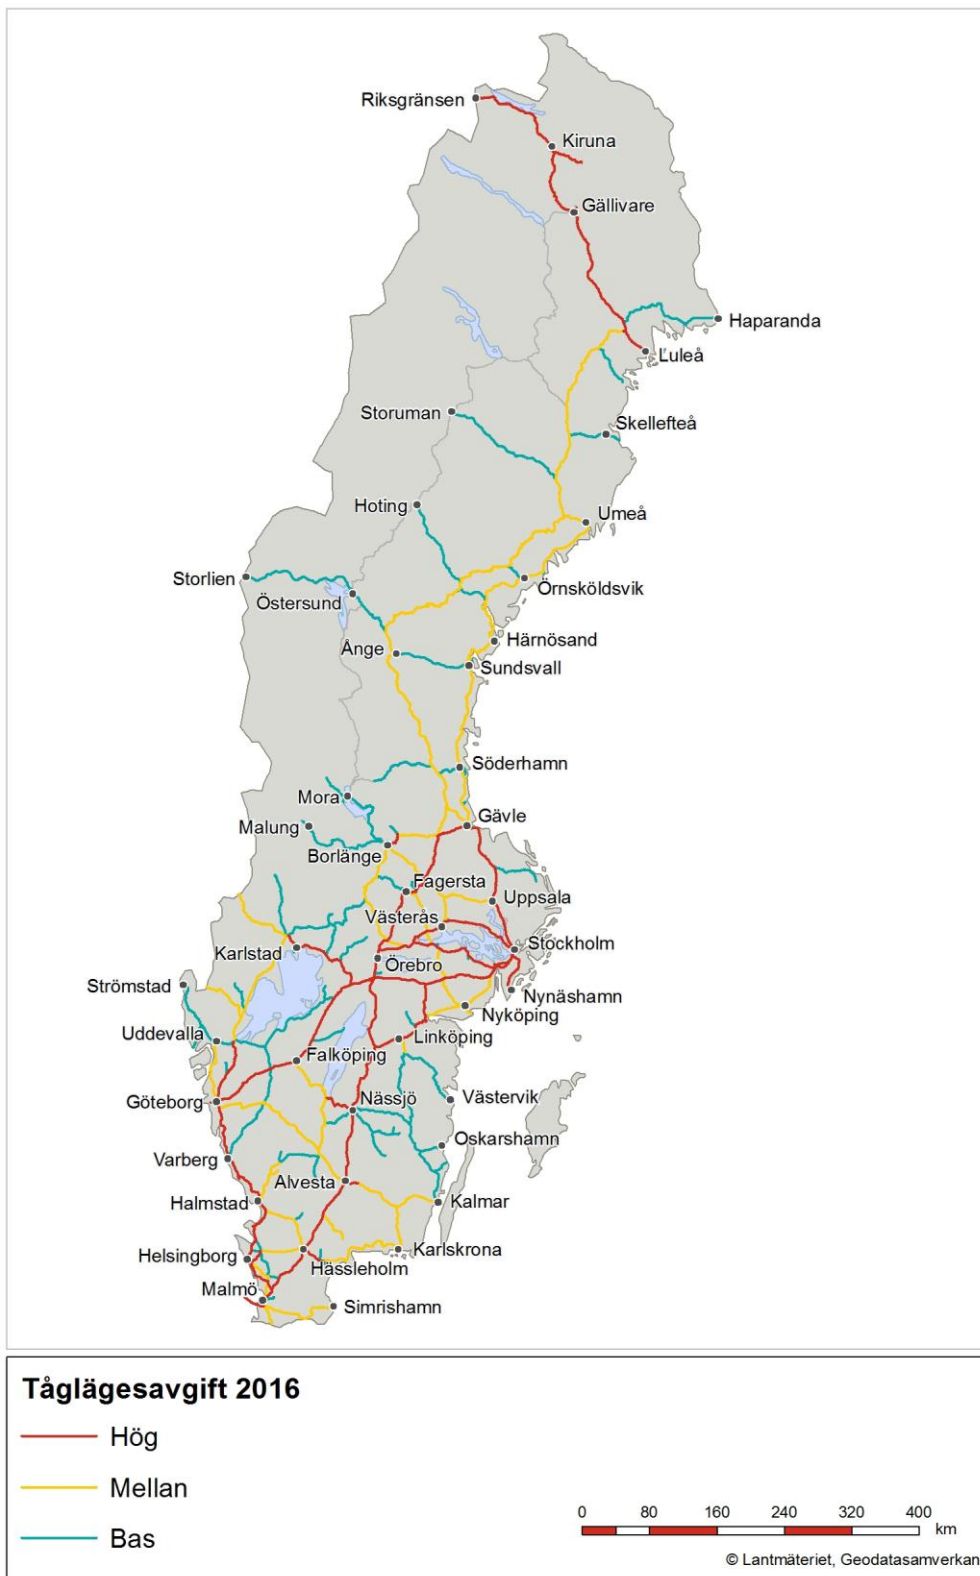 Riksgränsen
Kiruna
Gällivare
Haparanda
Luleå
Storuman
Skellefteå
Hoting
Umeå
Storlien
Östersund
Örnsköldsvik
Härnösand
Ånge
Sundsvall
Söderhamn
Mora
Gävle
Malung
Borlänge
Fagersta
Uppsala
Västerås
Stockholm
Karlstad
Örebro
Strömstad
Nynäshamn
Nyköping
Uddevalla
Linköping
Falköping
Göteborg
Nässjö
Västervik
Oskarshamn
Varberg
Alvesta
Halmstad
Kalmar
Helsingborg
Karlskrona
Hässleholm
Malmö
Simrishamn
Tåglägesavgift 2016
Hög
Mellan
Bas
0 80 160 240 320 400
km
© Lantmäteriet, Geodatasamverkan